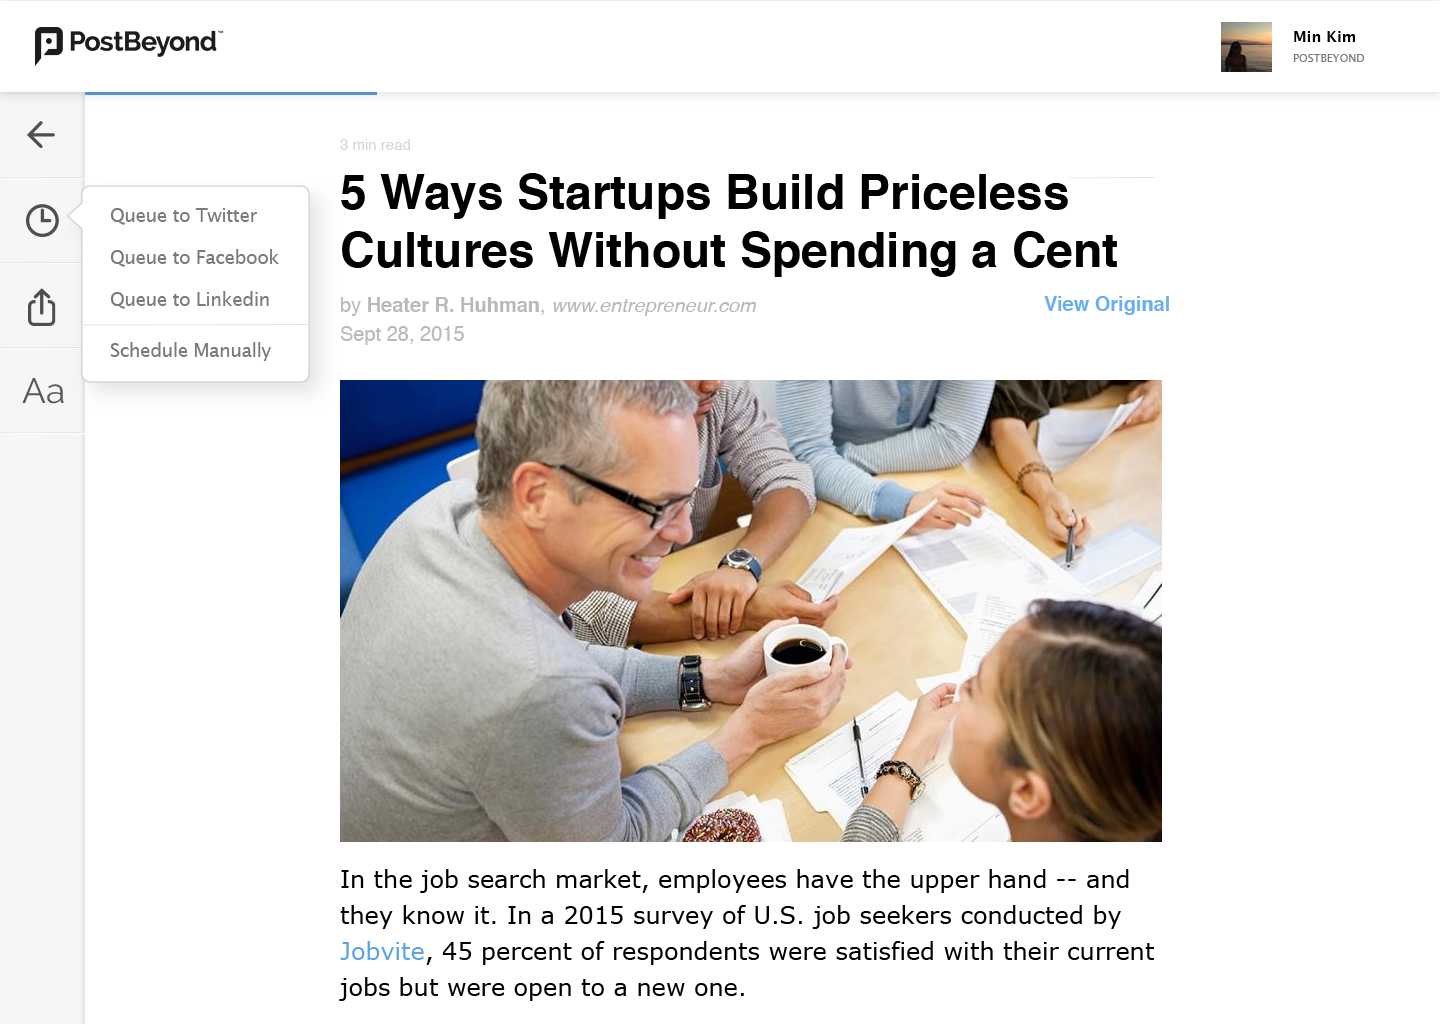 PostBeyond™
Min Kim
POSTBEYOND
3 min read
5 Ways Startups Build Priceless
Cultures Without Spending a Cent
by Heater R. Huhman, www.entrepreneur.com
View Original
Sept 28, 2015
Queue to Twitter
Queue to Facebook
Queue to Linkedin
Schedule Manually
Aa
In the job search market, employees have the upper hand -- and
they know it. In a 2015 survey of U.S. job seekers conducted by
Jobvite, 45 percent of respondents were satisfied with their current
jobs but were open to a new one.